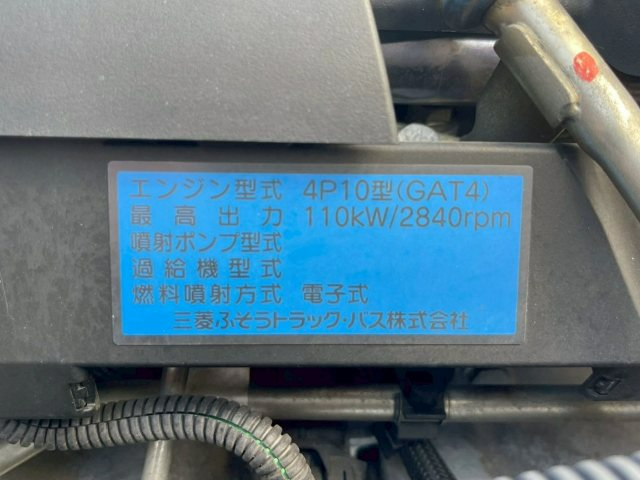 エンジン型式 4P10型(GAT4)
最高出力 110kW/2840rpm
噴射ポンプ型式
過給機型式
燃料噴射方式 電子式
三菱ふそうトラック・バス株式会社